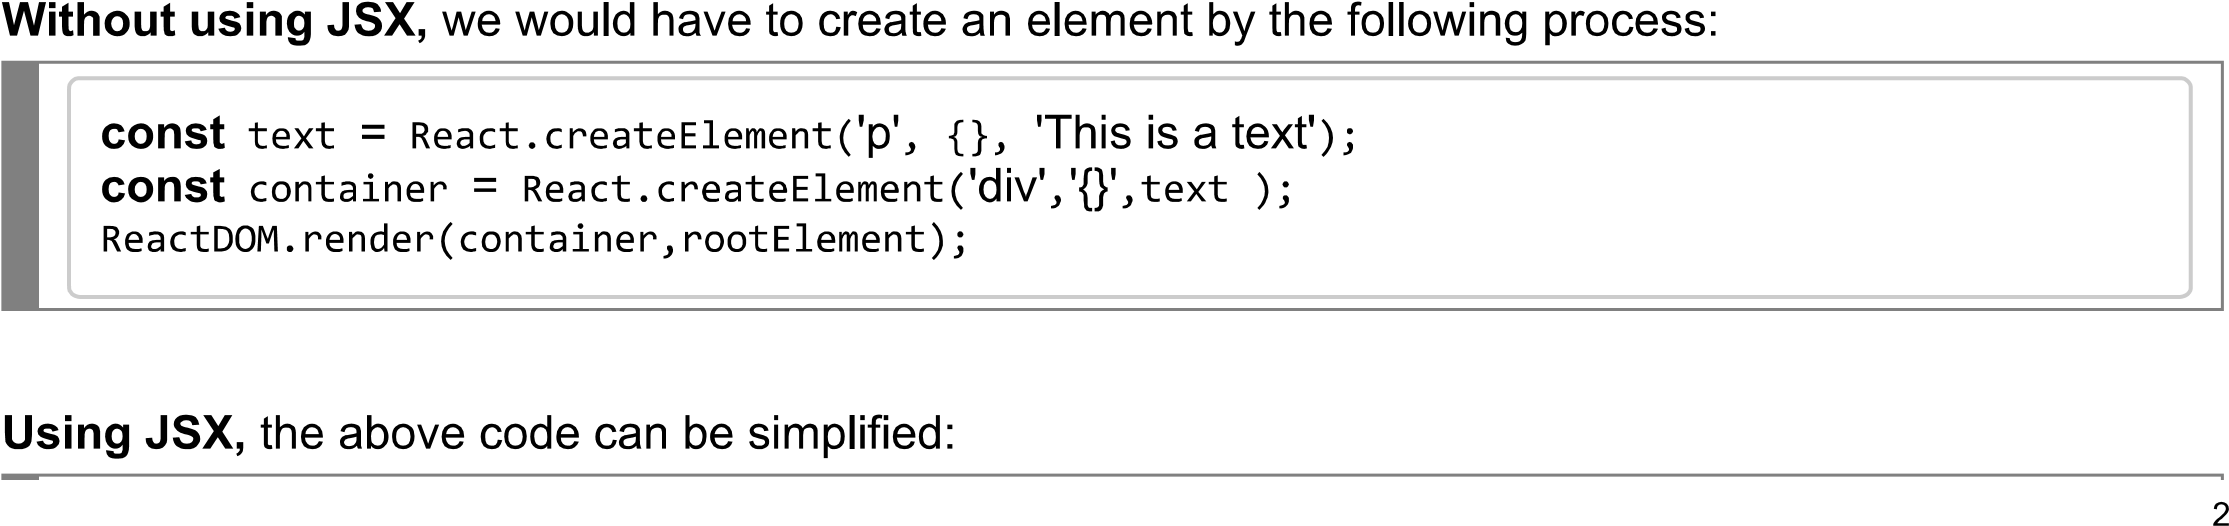 Without using JSX, we would have to create an element by the following process:
const text = React.createElement('p', {}, 'This is a text');
const container = React.createElement('div','{}',text );
ReactDOM.render(container,rootElement);
Using JSX, the above code can be simplified:
2